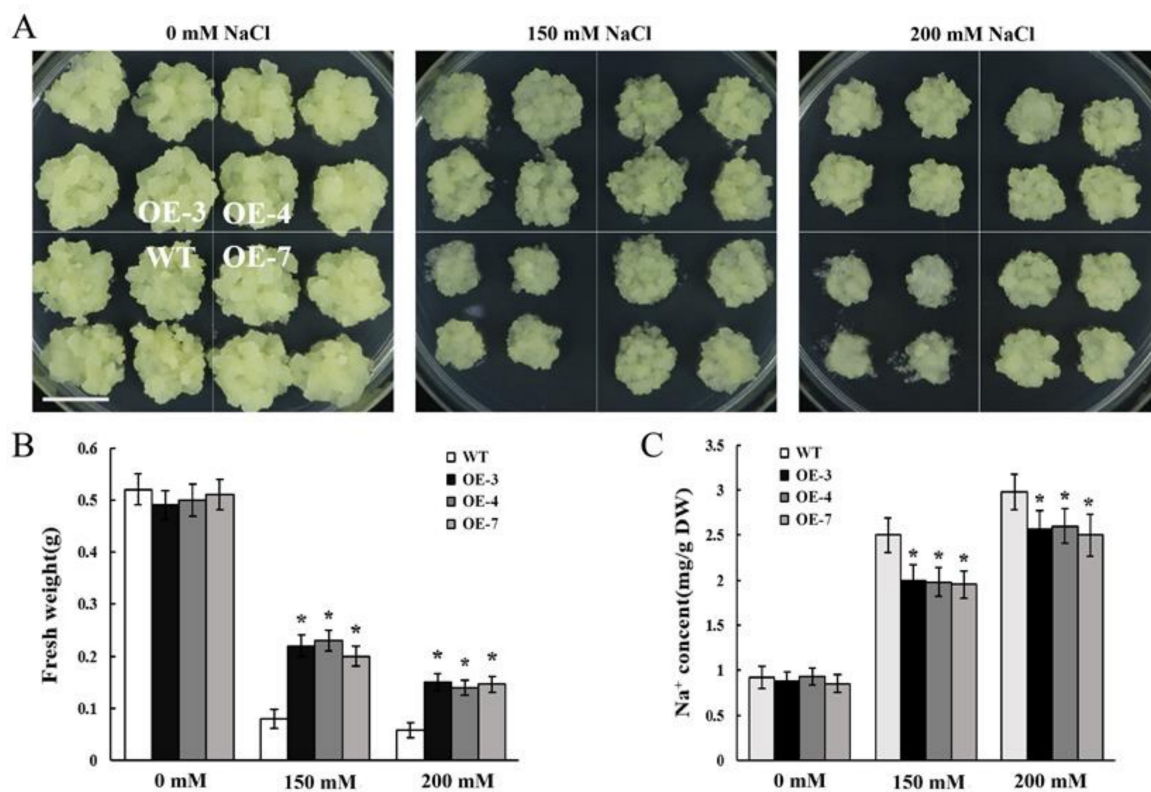 A
0 mM NaCl
150 mM NaCl
200 mM NaCl
OE-3 OE-4
WT OE-7
B
Fresh weight(g)
0.6
0.5
0.4
0.3
0.2
0.1
0
WT
OE-3
OE-4
OE-7
* * *
* * *
0 mM
150 mM
200 mM
C
Na⁺ concent(mg/g DW)
3.5
3
2.5
2
1.5
1
0.5
0
WT
OE-3
OE-4
OE-7
* * *
* * *
0 mM
150 mM
200 mM